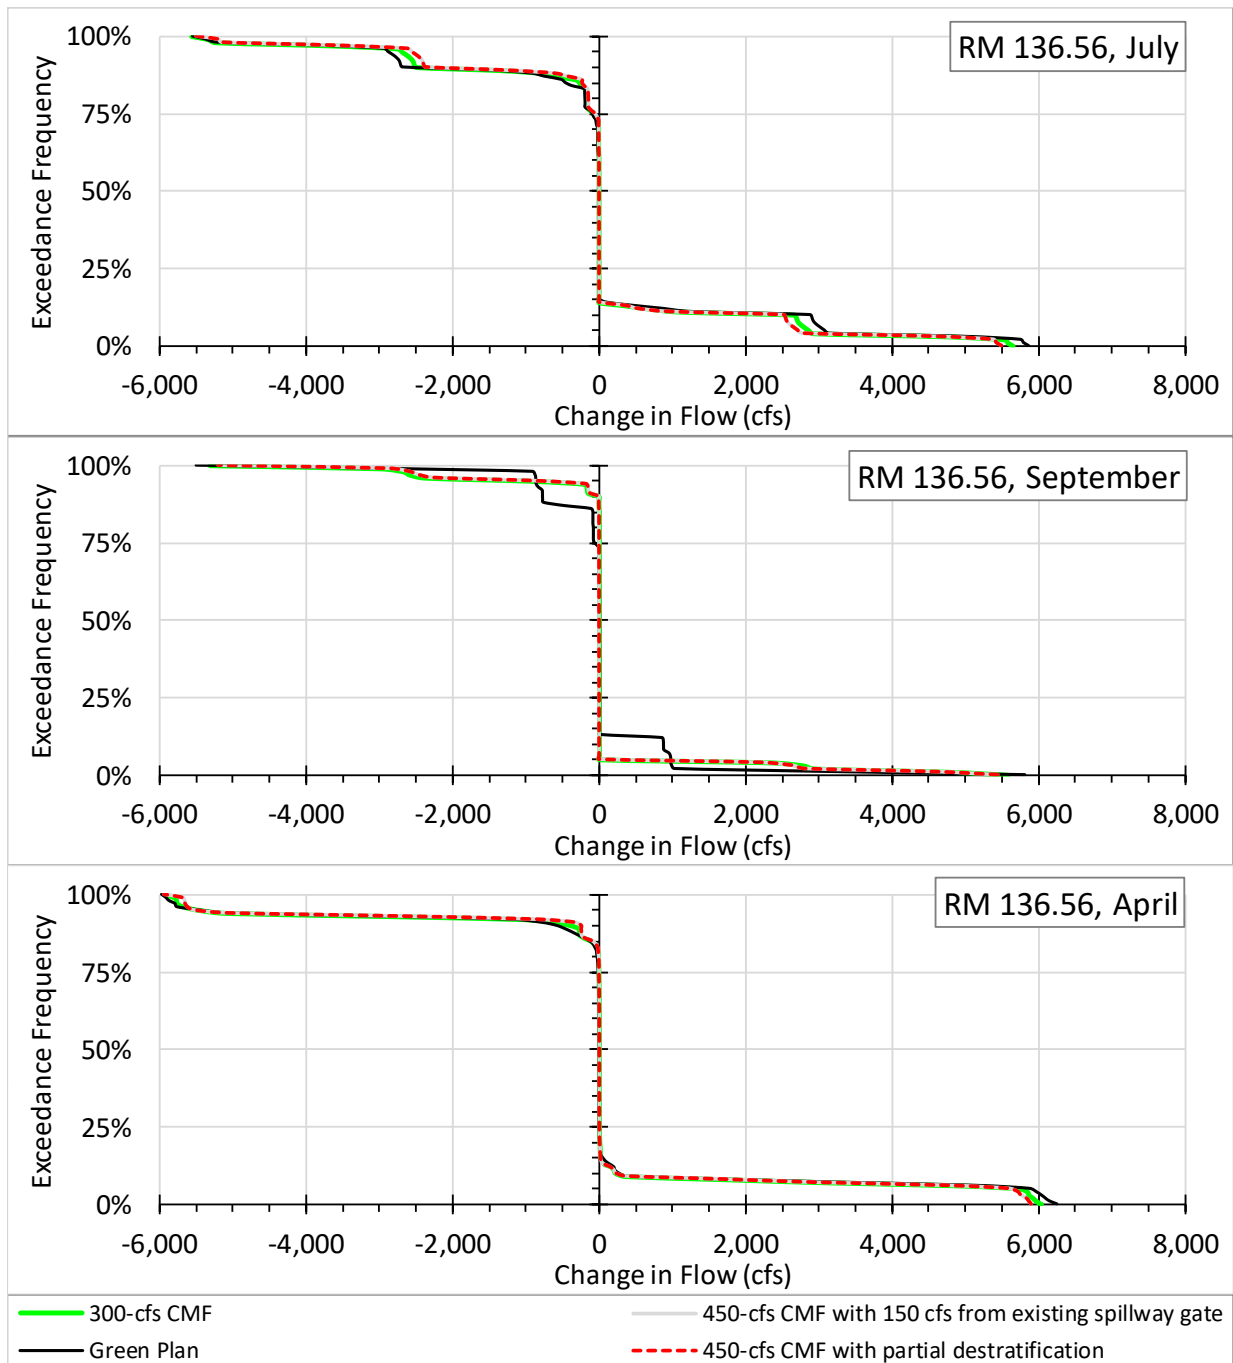 RM 136.56, July
Exceedance Frequency
100%
75%
50%
25%
0%
-6,000 -4,000 -2,000 0 2,000 4,000 6,000 8,000
Change in Flow (cfs)
RM 136.56, September
Exceedance Frequency
100%
75%
50%
25%
0%
-6,000 -4,000 -2,000 0 2,000 4,000 6,000 8,000
Change in Flow (cfs)
RM 136.56, April
Exceedance Frequency
100%
75%
50%
25%
0%
-6,000 -4,000 -2,000 0 2,000 4,000 6,000 8,000
Change in Flow (cfs)
300-cfs CMF
450-cfs CMF with 150 cfs from existing spillway gate
Green Plan
450-cfs CMF with partial destratification